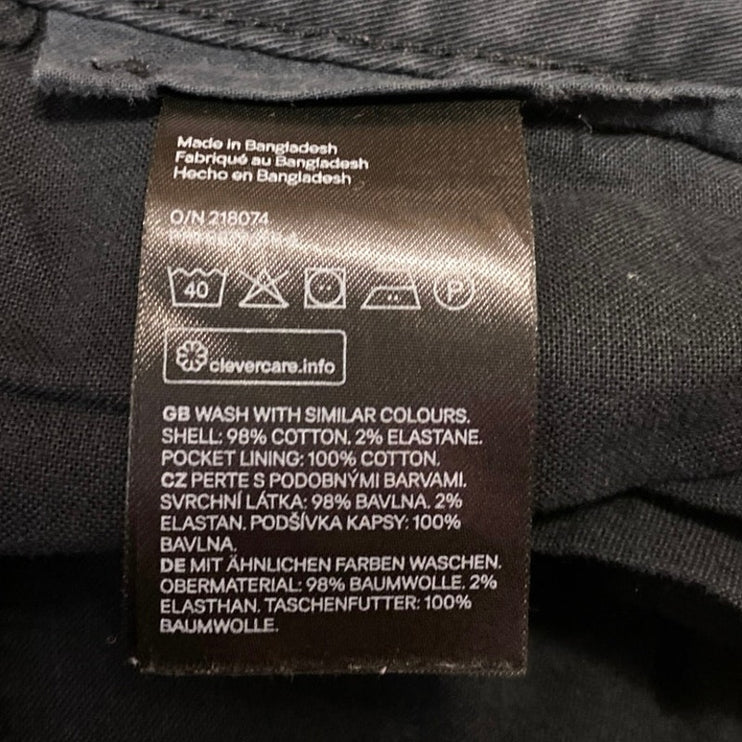 Made in Bangladesh
Fabriqué au Bangladesh
Hecho en Bangladesh
O/N 218074
40 P
clevercare.info
GB WASH WITH SIMILAR COLOURS.
SHELL: 98% COTTON. 2% ELASTANE.
POCKET LINING: 100% COTTON.
CZ PERTE S PODOBNÝMI BARVAMI.
SVRCHNÍ LÁTKA: 98% BAVLNA. 2%
ELASTAN. PODŠÍVKA KAPSY: 100%
BAVLNA.
DE MIT ÄHNLICHEN FARBEN WASCHEN.
OBERMATERIAL: 98% BAUMWOLLE. 2%
ELASTHAN. TASCHENFUTTER: 100%
BAUMWOLLE.